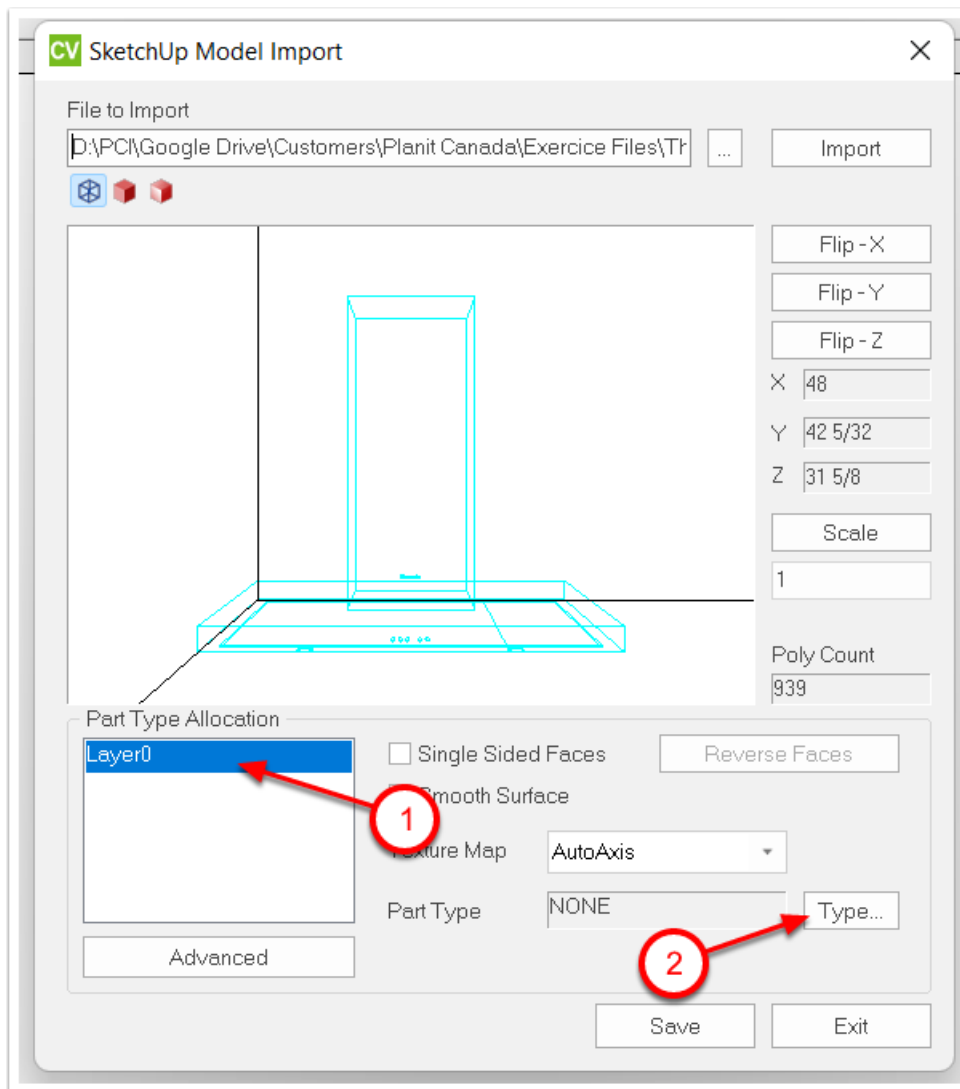 CV SketchUp Model Import
File to Import
D:\PCI\Google Drive\Customers\Planit Canada\Exercice Files\Th
...
Import
Flip - X
Flip - Y
Flip - Z
X 48
Y 42 5/32
Z 31 5/8
Scale
1
Poly Count
939
Part Type Allocation
Layer0
Single Sided Faces
Reverse Faces
Smooth Surface
1
Texture Map
AutoAxis
Part Type
NONE
Type...
Advanced
2
Save
Exit